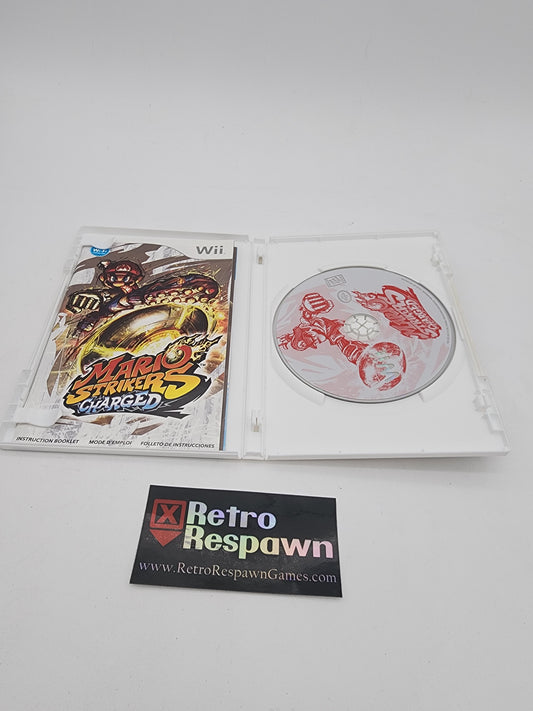 Wii
MARIO
STRIKERS
CHARGED
INSTRUCTION BOOKLET MODE D'EMPLOI FOLLETO DE INSTRUCCIONES
X Retro
Respawn
www.RetroRespawnGames.com